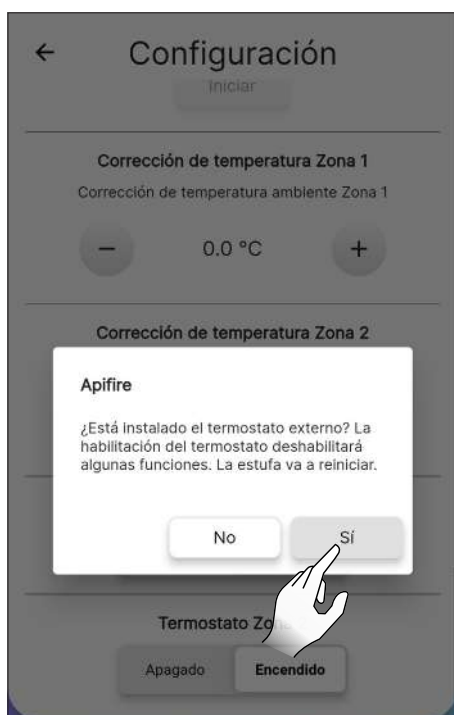 Configuración
Iniciar
Corrección de temperatura Zona 1
Corrección de temperatura ambiente Zona 1
− 0.0 °C +
Corrección de temperatura Zona 2
Apifire
¿Está instalado el termostato externo? La
habilitación del termostato deshabilitará
algunas funciones. La estufa va a reiniciar.
No Sí
Termostato
Apagado Encendido